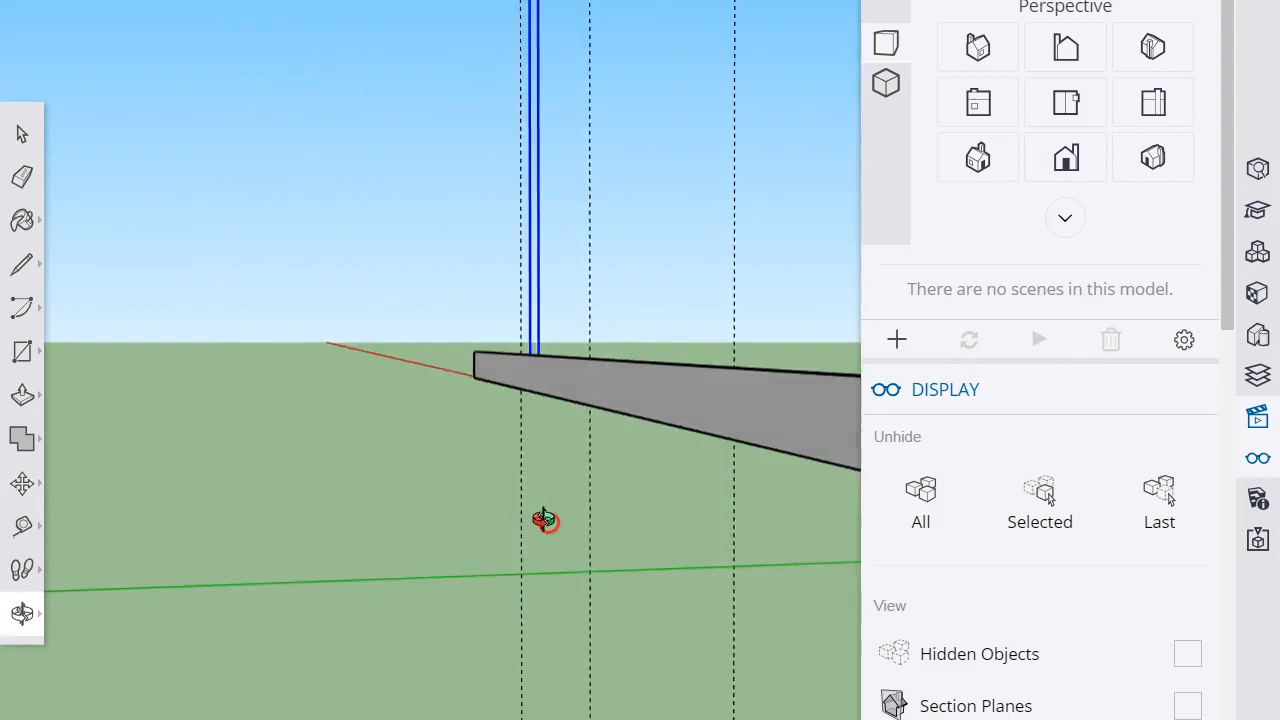 Perspective
There are no scenes in this model.
DISPLAY
Unhide
All
Selected
Last
View
Hidden Objects
Section Planes